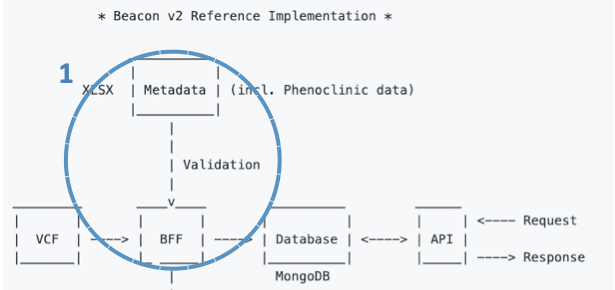 * Beacon v2 Reference Implementation *
1
XLSX | Metadata | (incl. Phenoclinic data)
Validation
v
VCF ----> BFF ----> Database <----> API
<---- Request
----> Response
MongoDB